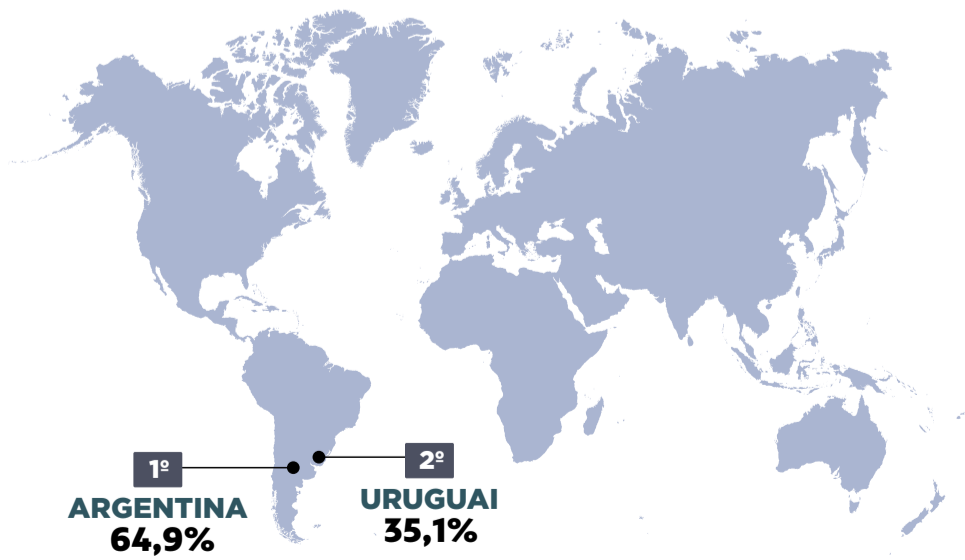 1º
ARGENTINA
64,9%
2º
URUGUAI
35,1%